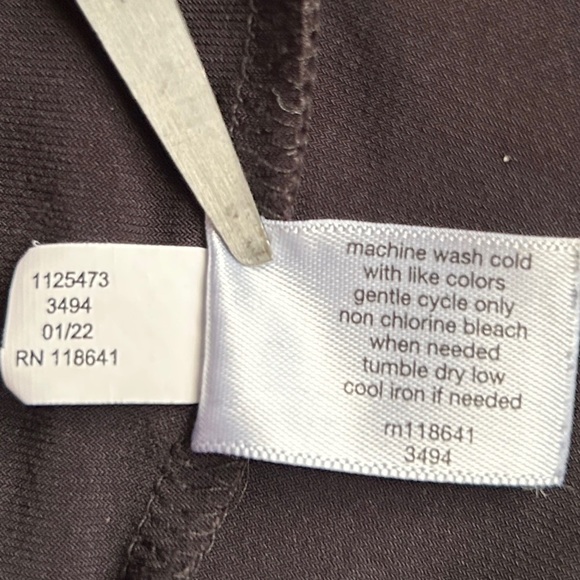 1125473
3494
01/22
RN 118641
machine wash cold
with like colors
gentle cycle only
non chlorine bleach
when needed
tumble dry low
cool iron if needed
rn118641
3494